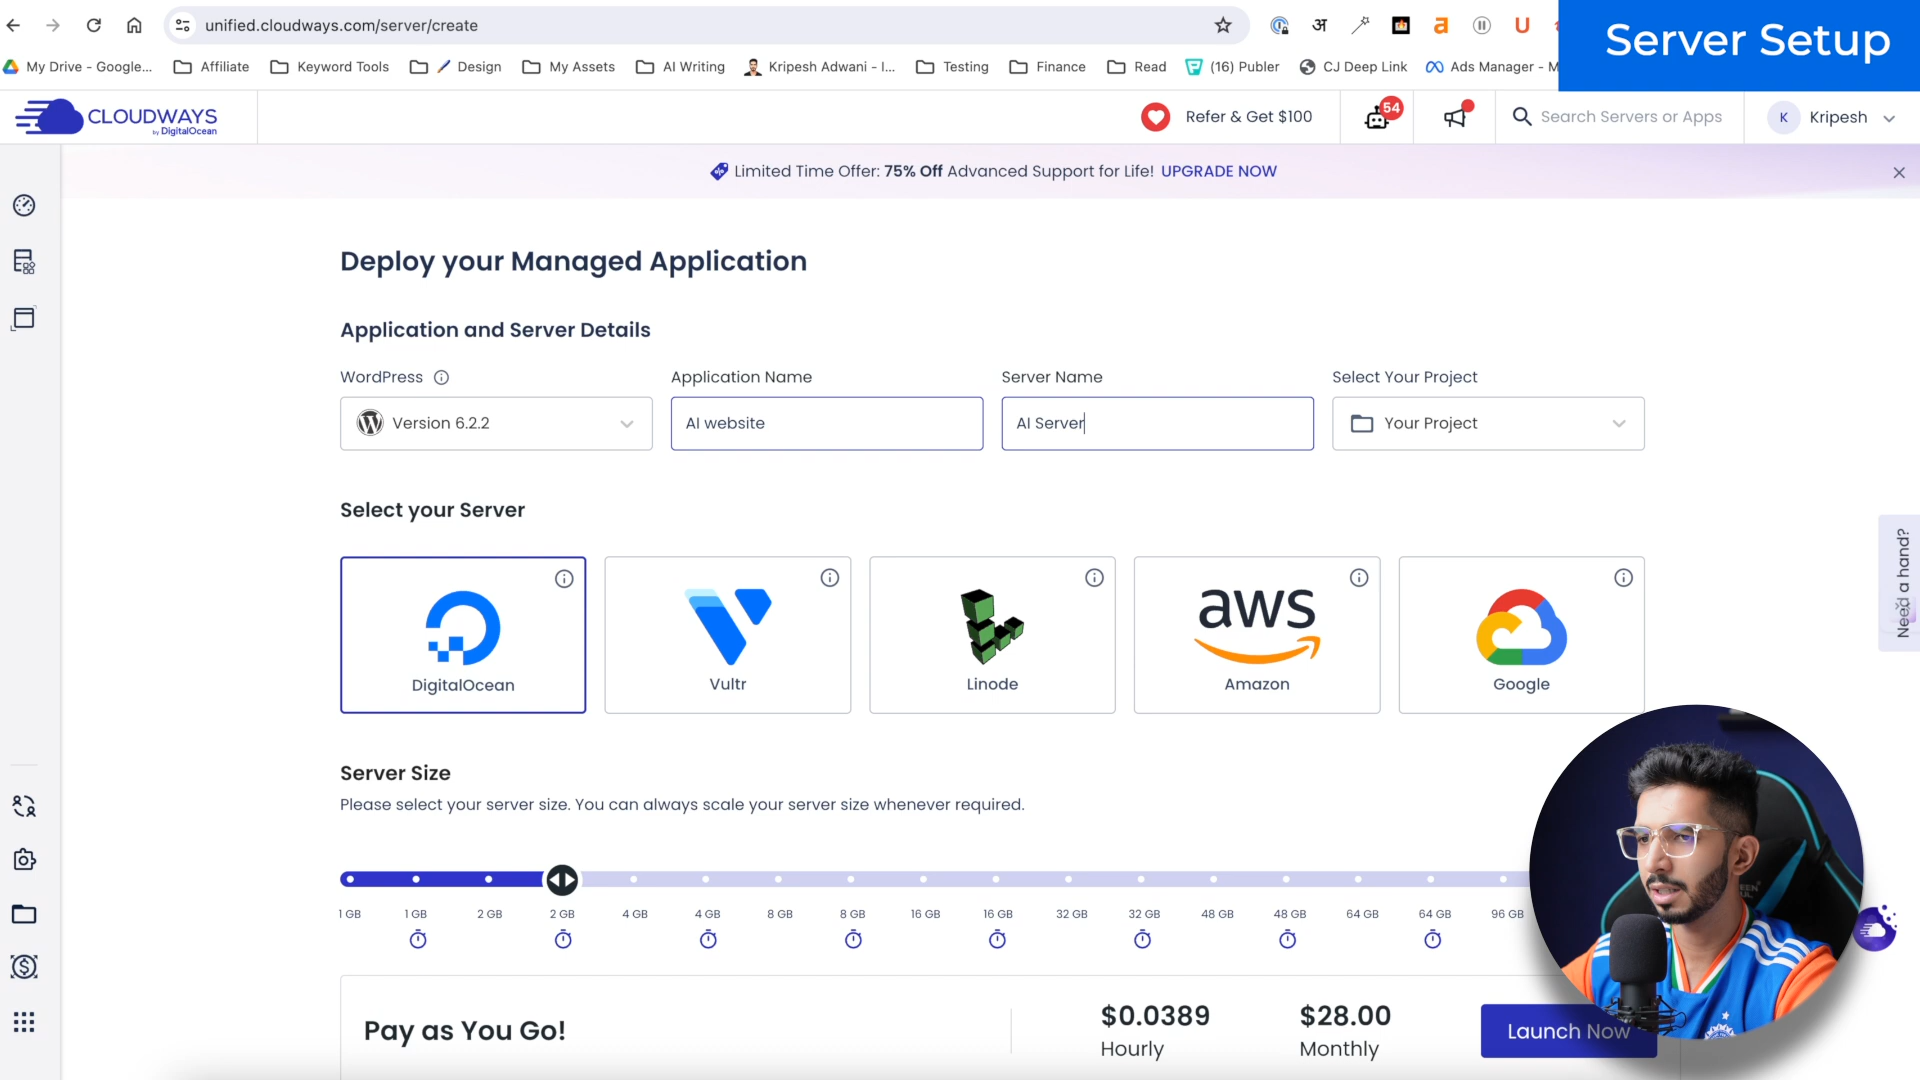 unified.cloudways.com/server/create
अ
a
U
Server Setup
My Drive - Google...
Affiliate
Keyword Tools
Design
My Assets
AI Writing
Kripesh Adwani - I...
Testing
Finance
Read
(16) Publer
CJ Deep Link
Ads Manager - M
CLOUDWAYS
by DigitalOcean
Refer & Get $100
54
Search Servers or Apps
K
Kripesh
Limited Time Offer: 75% Off Advanced Support for Life! UPGRADE NOW
Deploy your Managed Application
Application and Server Details
WordPress
Application Name
Server Name
Select Your Project
Version 6.2.2
AI website
AI Server
Your Project
Select your Server
Need a hand?
aws
DigitalOcean
Vultr
Linode
Amazon
Google
Server Size
Please select your server size. You can always scale your server size whenever required.
1 GB
1 GB
2 GB
2 GB
4 GB
4 GB
8 GB
8 GB
16 GB
16 GB
32 GB
32 GB
48 GB
48 GB
64 GB
64 GB
96 GB
Pay as You Go!
$0.0389
Hourly
$28.00
Monthly
Launch Now